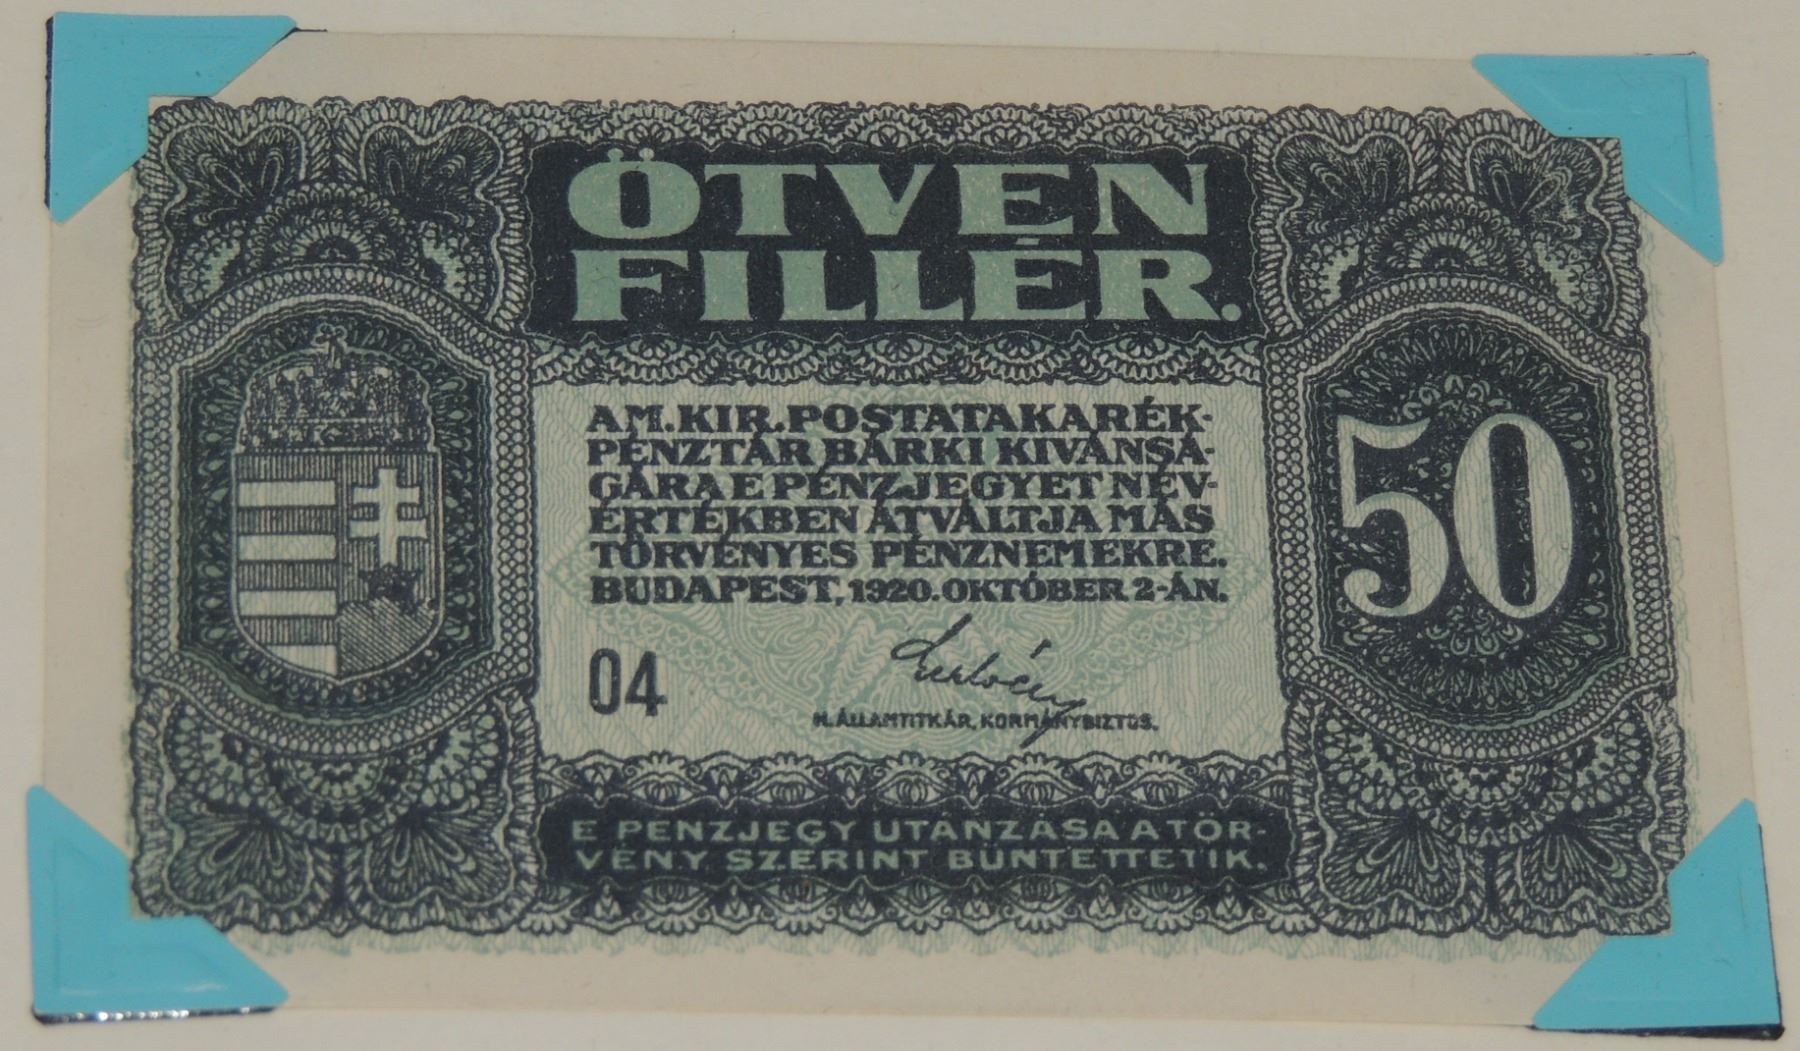 ÖTVEN
FILLÉR.
A M. KIR. POSTATAKARÉK-
PÉNZTÁR BÁRKI KIVÁNSÁ-
GÁRA E PÉNZJEGYET NÉV-
ÉRTÉKBEN ÁTVÁLTJA MÁS
TÖRVÉNYES PÉNZNEMEKRE.
BUDAPEST, 1920. OKTÓBER 2-ÁN.
50
04
H. ÁLLAMTITKÁR, KORMÁNYBIZTOS.
E PÉNZJEGY UTÁNZÁSA A TÖR-
VÉNY SZERINT BÜNTETTETIK.